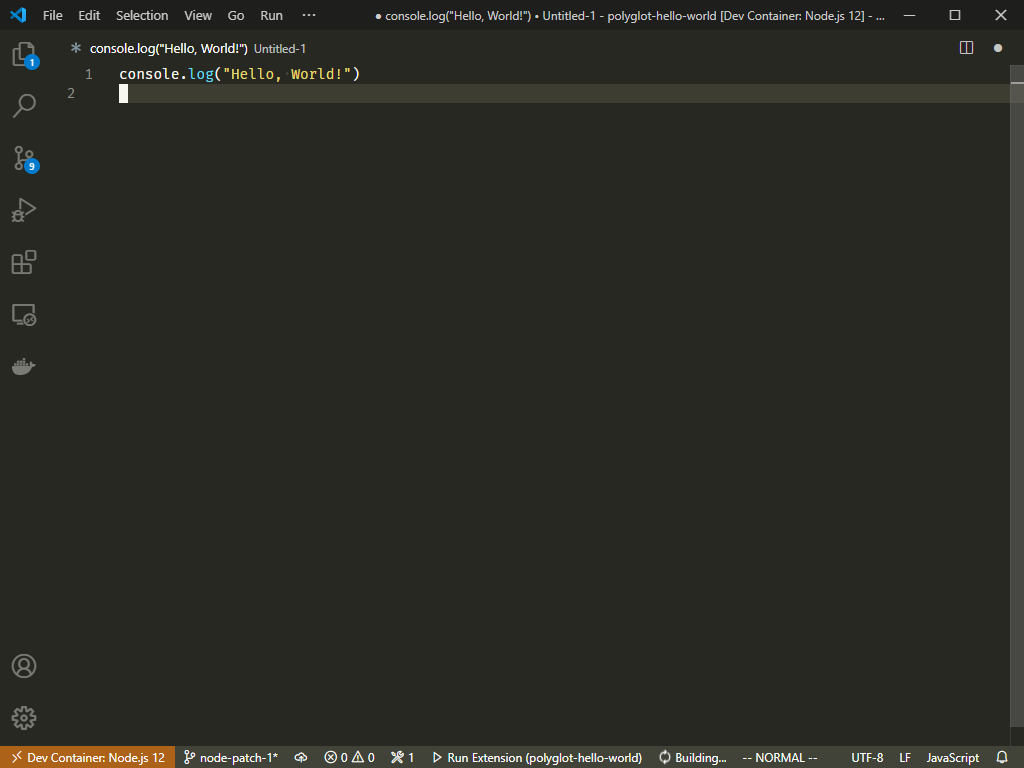 File Edit Selection View Go Run ··· ● console.log("Hello, World!") • Untitled-1 - polyglot-hello-world [Dev Container: Node.js 12] - ...
console.log("Hello, World!") Untitled-1
1 console.log("Hello, World!")
2
1
9
Dev Container: Node.js 12 node-patch-1* 0 0 1 Run Extension (polyglot-hello-world) Building... -- NORMAL -- UTF-8 LF JavaScript